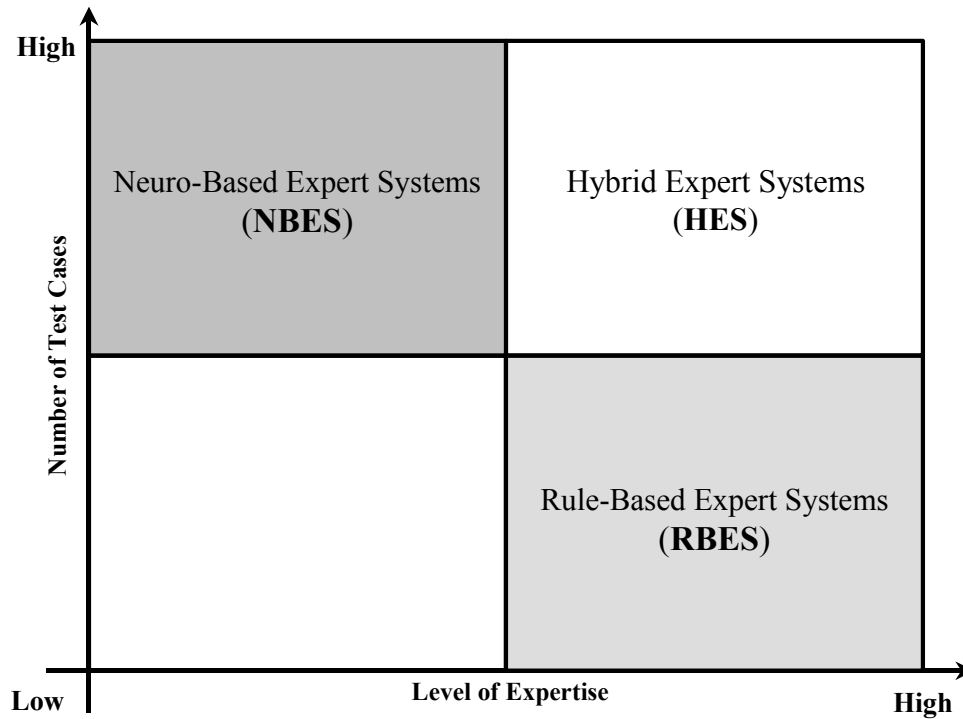 High
Neuro-Based Expert Systems
(NBES)
Hybrid Expert Systems
(HES)
Number of Test Cases
Rule-Based Expert Systems
(RBES)
Low
Level of Expertise
High